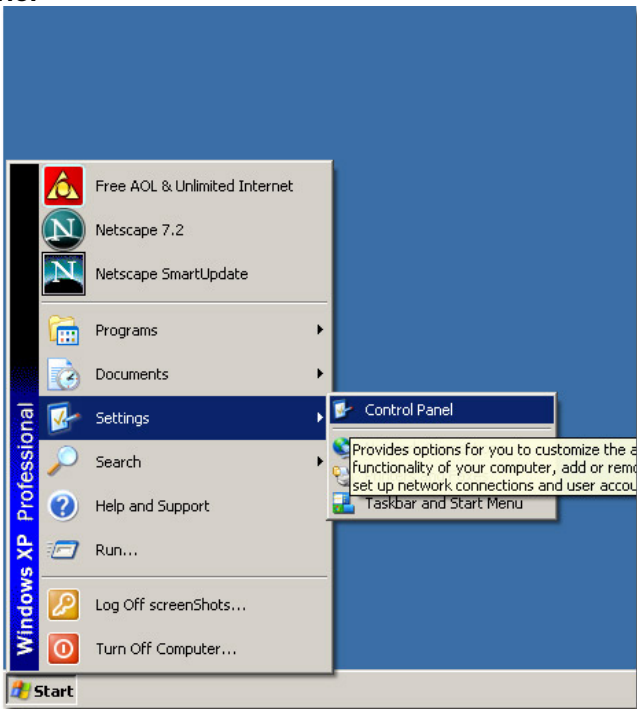 Free AOL & Unlimited Internet
Netscape 7.2
Netscape SmartUpdate
Programs
Documents
Settings
Search
Help and Support
Run...
Log Off screenShots...
Turn Off Computer...
Windows XP Professional
Start
Control Panel
Provides options for you to customize the a
functionality of your computer, add or remo
set up network connections and user accou
Taskbar and Start Menu